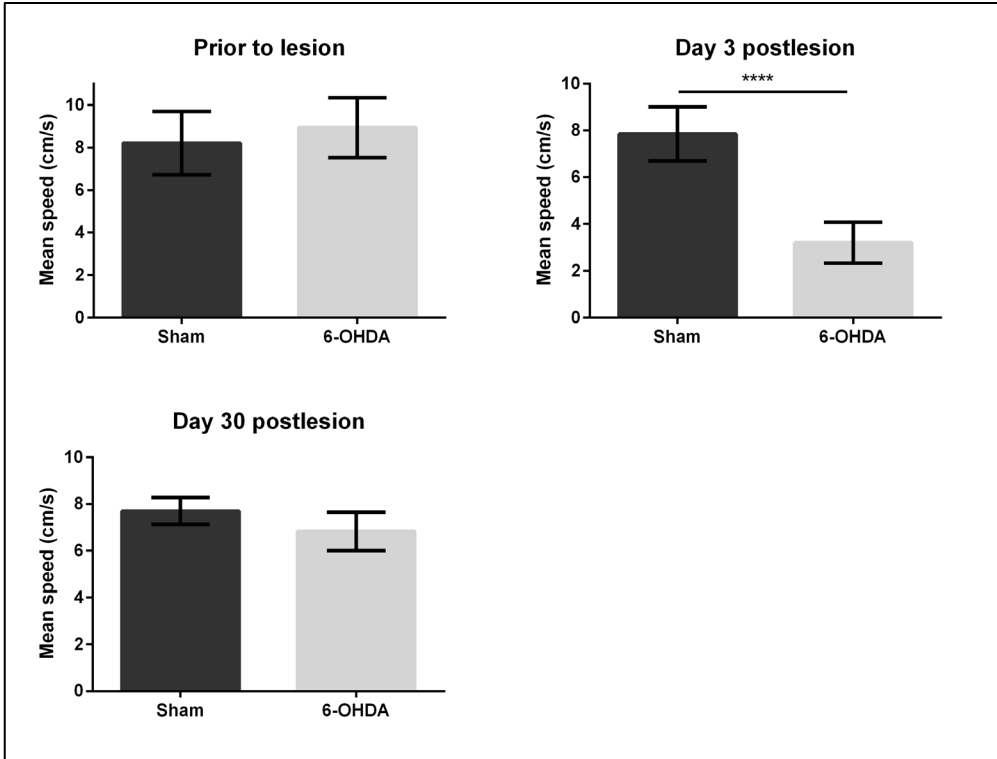 Prior to lesion
Mean speed (cm/s)
10
8
6
4
2
0
Sham 6-OHDA
Day 3 postlesion
****
Mean speed (cm/s)
10
8
6
4
2
0
Sham 6-OHDA
Day 30 postlesion
Mean speed (cm/s)
10
8
6
4
2
0
Sham 6-OHDA